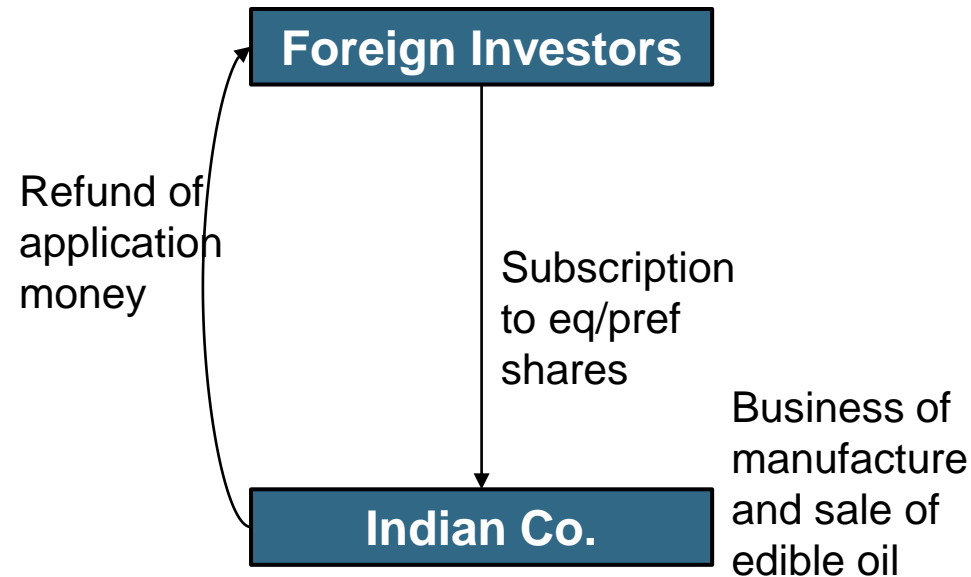 Foreign Investors
Refund of
application
money
Subscription
to eq/pref
shares
Business of
manufacture
and sale of
edible oil
Indian Co.